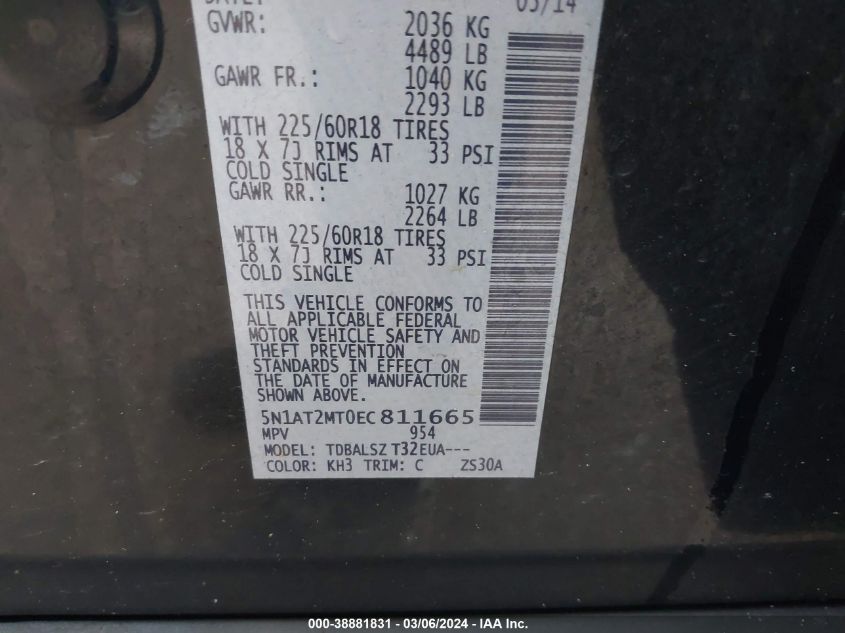 05/14
GVWR: 2036 KG
4489 LB
GAWR FR.: 1040 KG
2293 LB
WITH 225/60R18 TIRES
18 X 7J RIMS AT 33 PSI
COLD SINGLE
GAWR RR.: 1027 KG
2264 LB
WITH 225/60R18 TIRES
18 X 7J RIMS AT 33 PSI
COLD SINGLE
THIS VEHICLE CONFORMS TO
ALL APPLICABLE FEDERAL
MOTOR VEHICLE SAFETY AND
THEFT PREVENTION
STANDARDS IN EFFECT ON
THE DATE OF MANUFACTURE
SHOWN ABOVE.
5N1AT2MT0EC811665
MPV 954
MODEL: TDBALSZ T32EUA---
COLOR: KH3 TRIM: C ZS30A
000-38881831 - 03/06/2024 - IAA Inc.